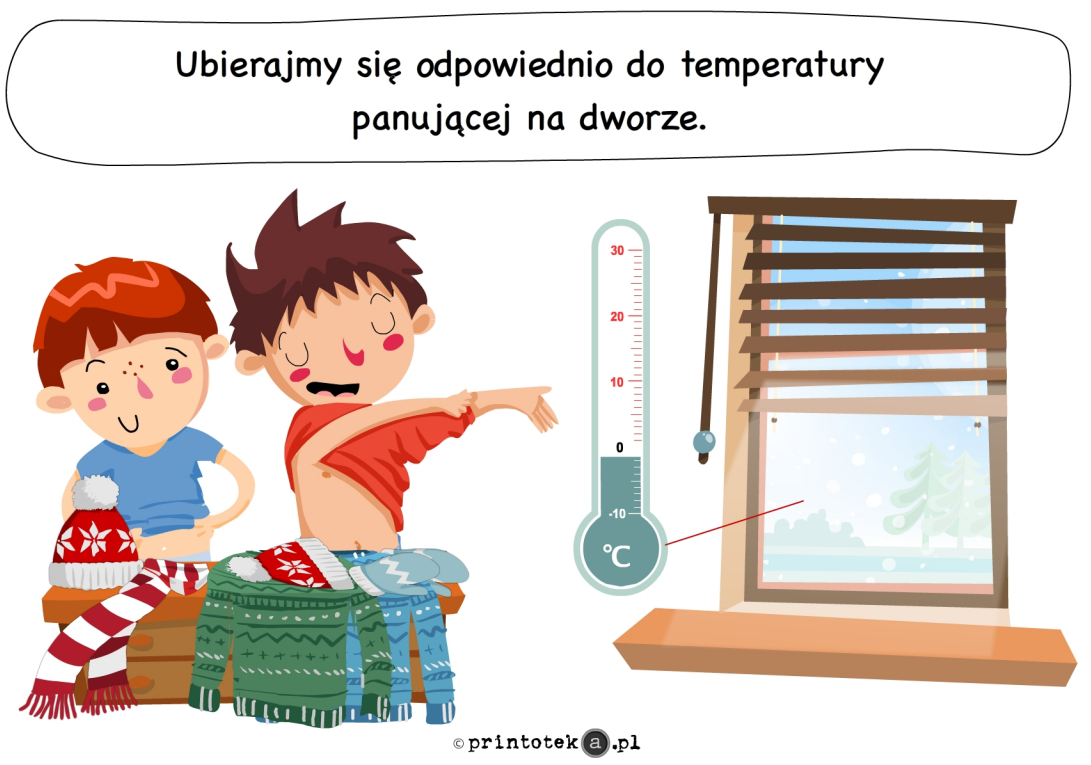 Ubierajmy się odpowiednio do temperatury
panującej na dworze.
30
20
10
0
-10
°C
© printoteka.pl